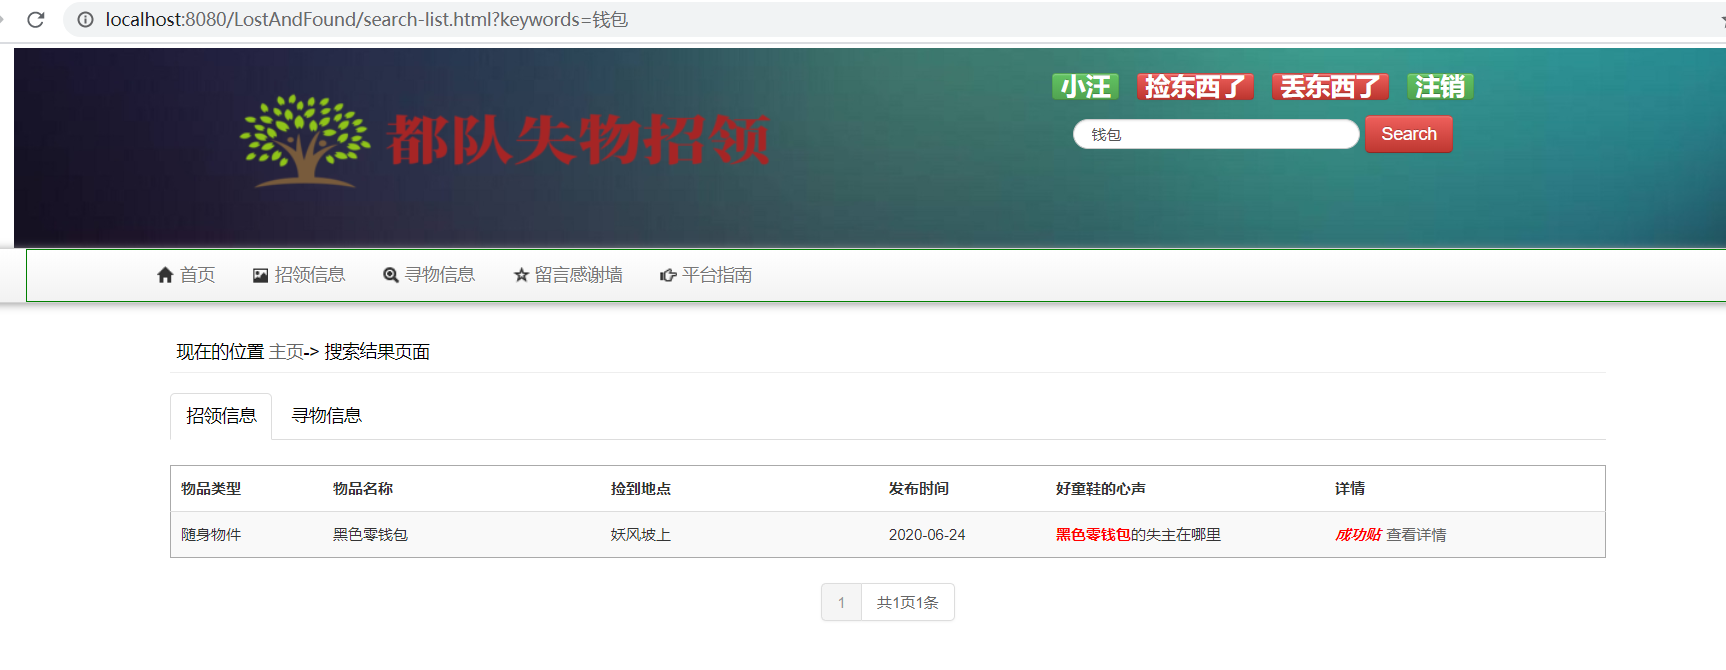 localhost:8080/LostAndFound/search-list.html?keywords=钱包
小汪 捡东西了 丢东西了 注销
都队失物招领
钱包 Search
首页 招领信息 寻物信息 留言感谢墙 平台指南
现在的位置 主页-> 搜索结果页面
招领信息 寻物信息
物品类型 物品名称 捡到地点 发布时间 好童鞋的心声 详情
随身物件 黑色零钱包 妖风坡上 2020-06-24 黑色零钱包的失主在哪里 成功贴 查看详情
1 共1页1条